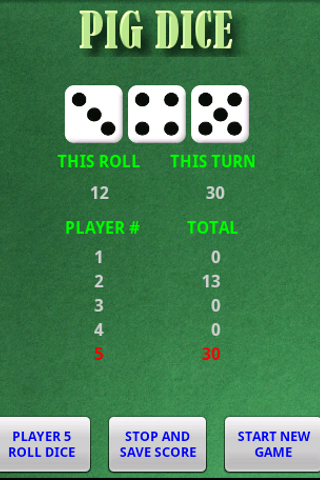 PIG DICE
THIS ROLL THIS TURN
12 30
PLAYER # TOTAL
1 0
2 13
3 0
4 0
5 30
PLAYER 5 STOP AND START NEW
ROLL DICE SAVE SCORE GAME